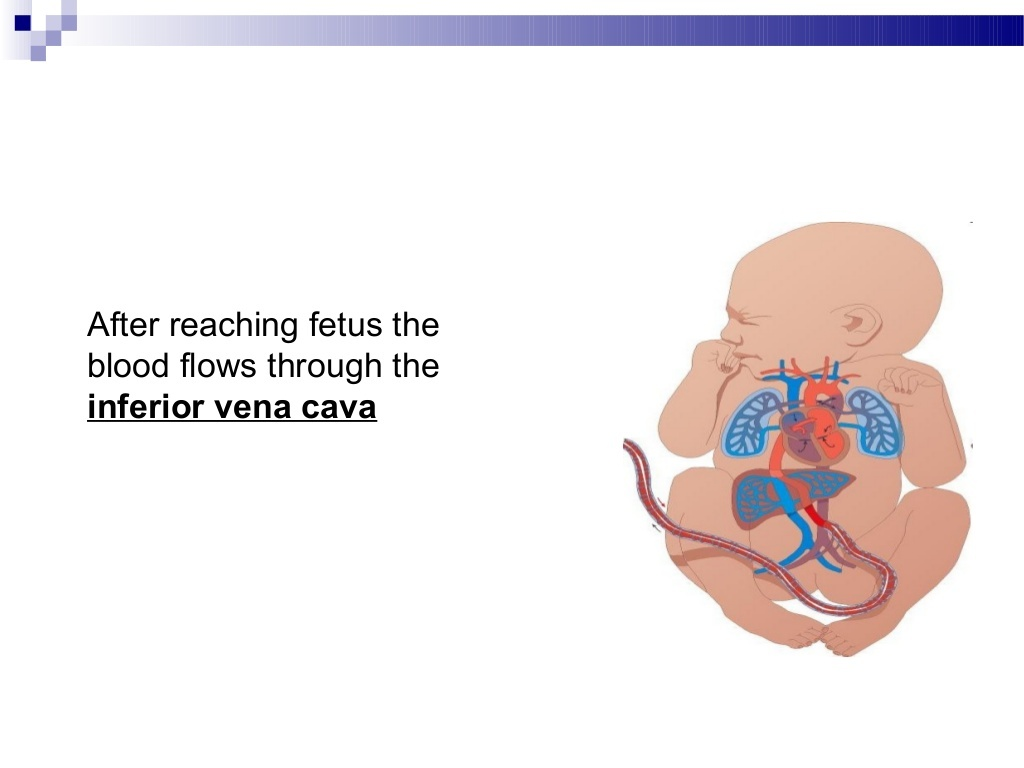 After reaching fetus the
blood flows through the
inferior vena cava